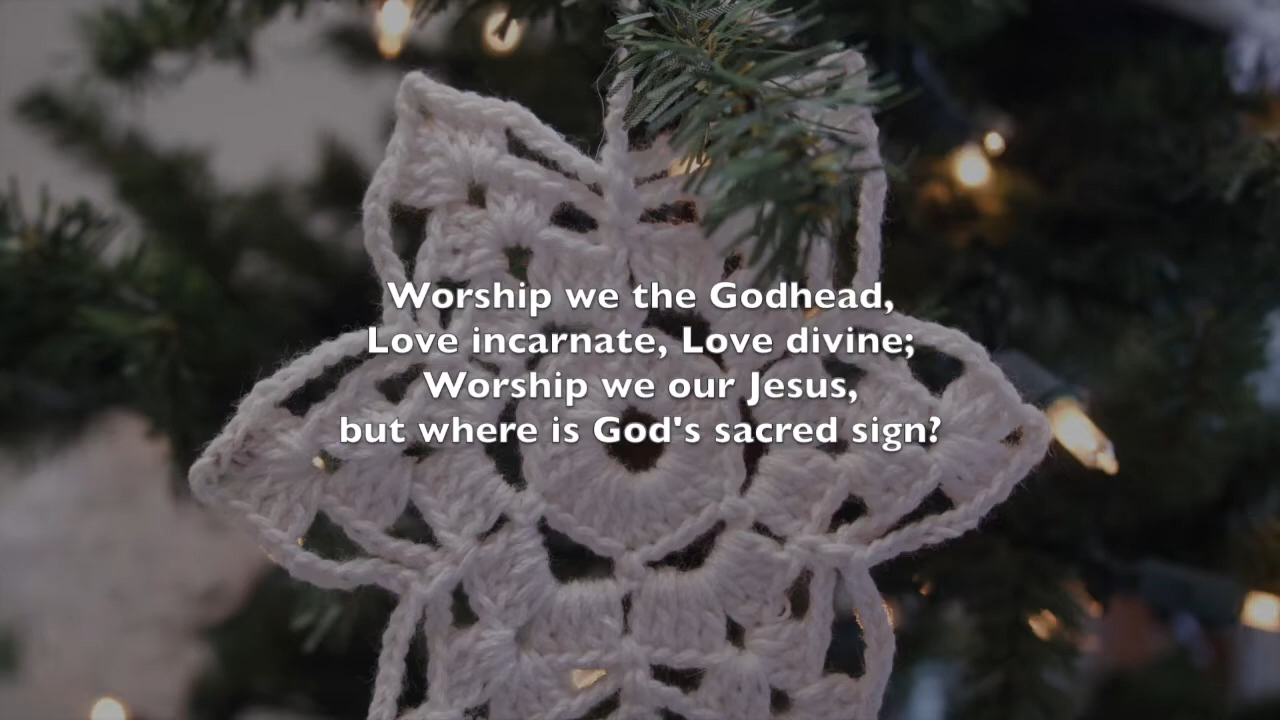 Worship we the Godhead,
Love incarnate, Love divine;
Worship we our Jesus,
but where is God's sacred sign?